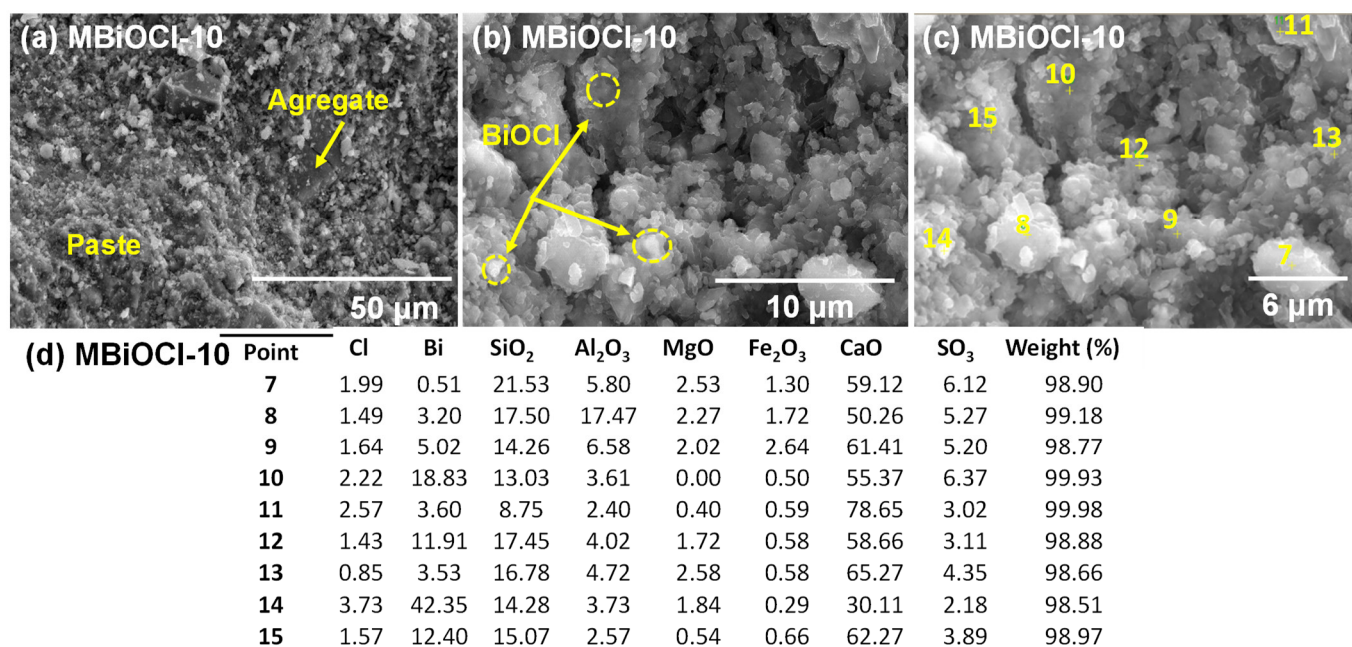 (a) MBiOCl-10
Agregate
Paste
50 µm
(b) MBiOCl-10
BiOCl
10 µm
(c) MBiOCl-10
11
10
15
13
12
9
8
14
7
6 µm
(d) MBiOCl-10
Point Cl Bi SiO₂ Al₂O₃ MgO Fe₂O₃ CaO SO₃ Weight (%)
7 1.99 0.51 21.53 5.80 2.53 1.30 59.12 6.12 98.90
8 1.49 3.20 17.50 17.47 2.27 1.72 50.26 5.27 99.18
9 1.64 5.02 14.26 6.58 2.02 2.64 61.41 5.20 98.77
10 2.22 18.83 13.03 3.61 0.00 0.50 55.37 6.37 99.93
11 2.57 3.60 8.75 2.40 0.40 0.59 78.65 3.02 99.98
12 1.43 11.91 17.45 4.02 1.72 0.58 58.66 3.11 98.88
13 0.85 3.53 16.78 4.72 2.58 0.58 65.27 4.35 98.66
14 3.73 42.35 14.28 3.73 1.84 0.29 30.11 2.18 98.51
15 1.57 12.40 15.07 2.57 0.54 0.66 62.27 3.89 98.97